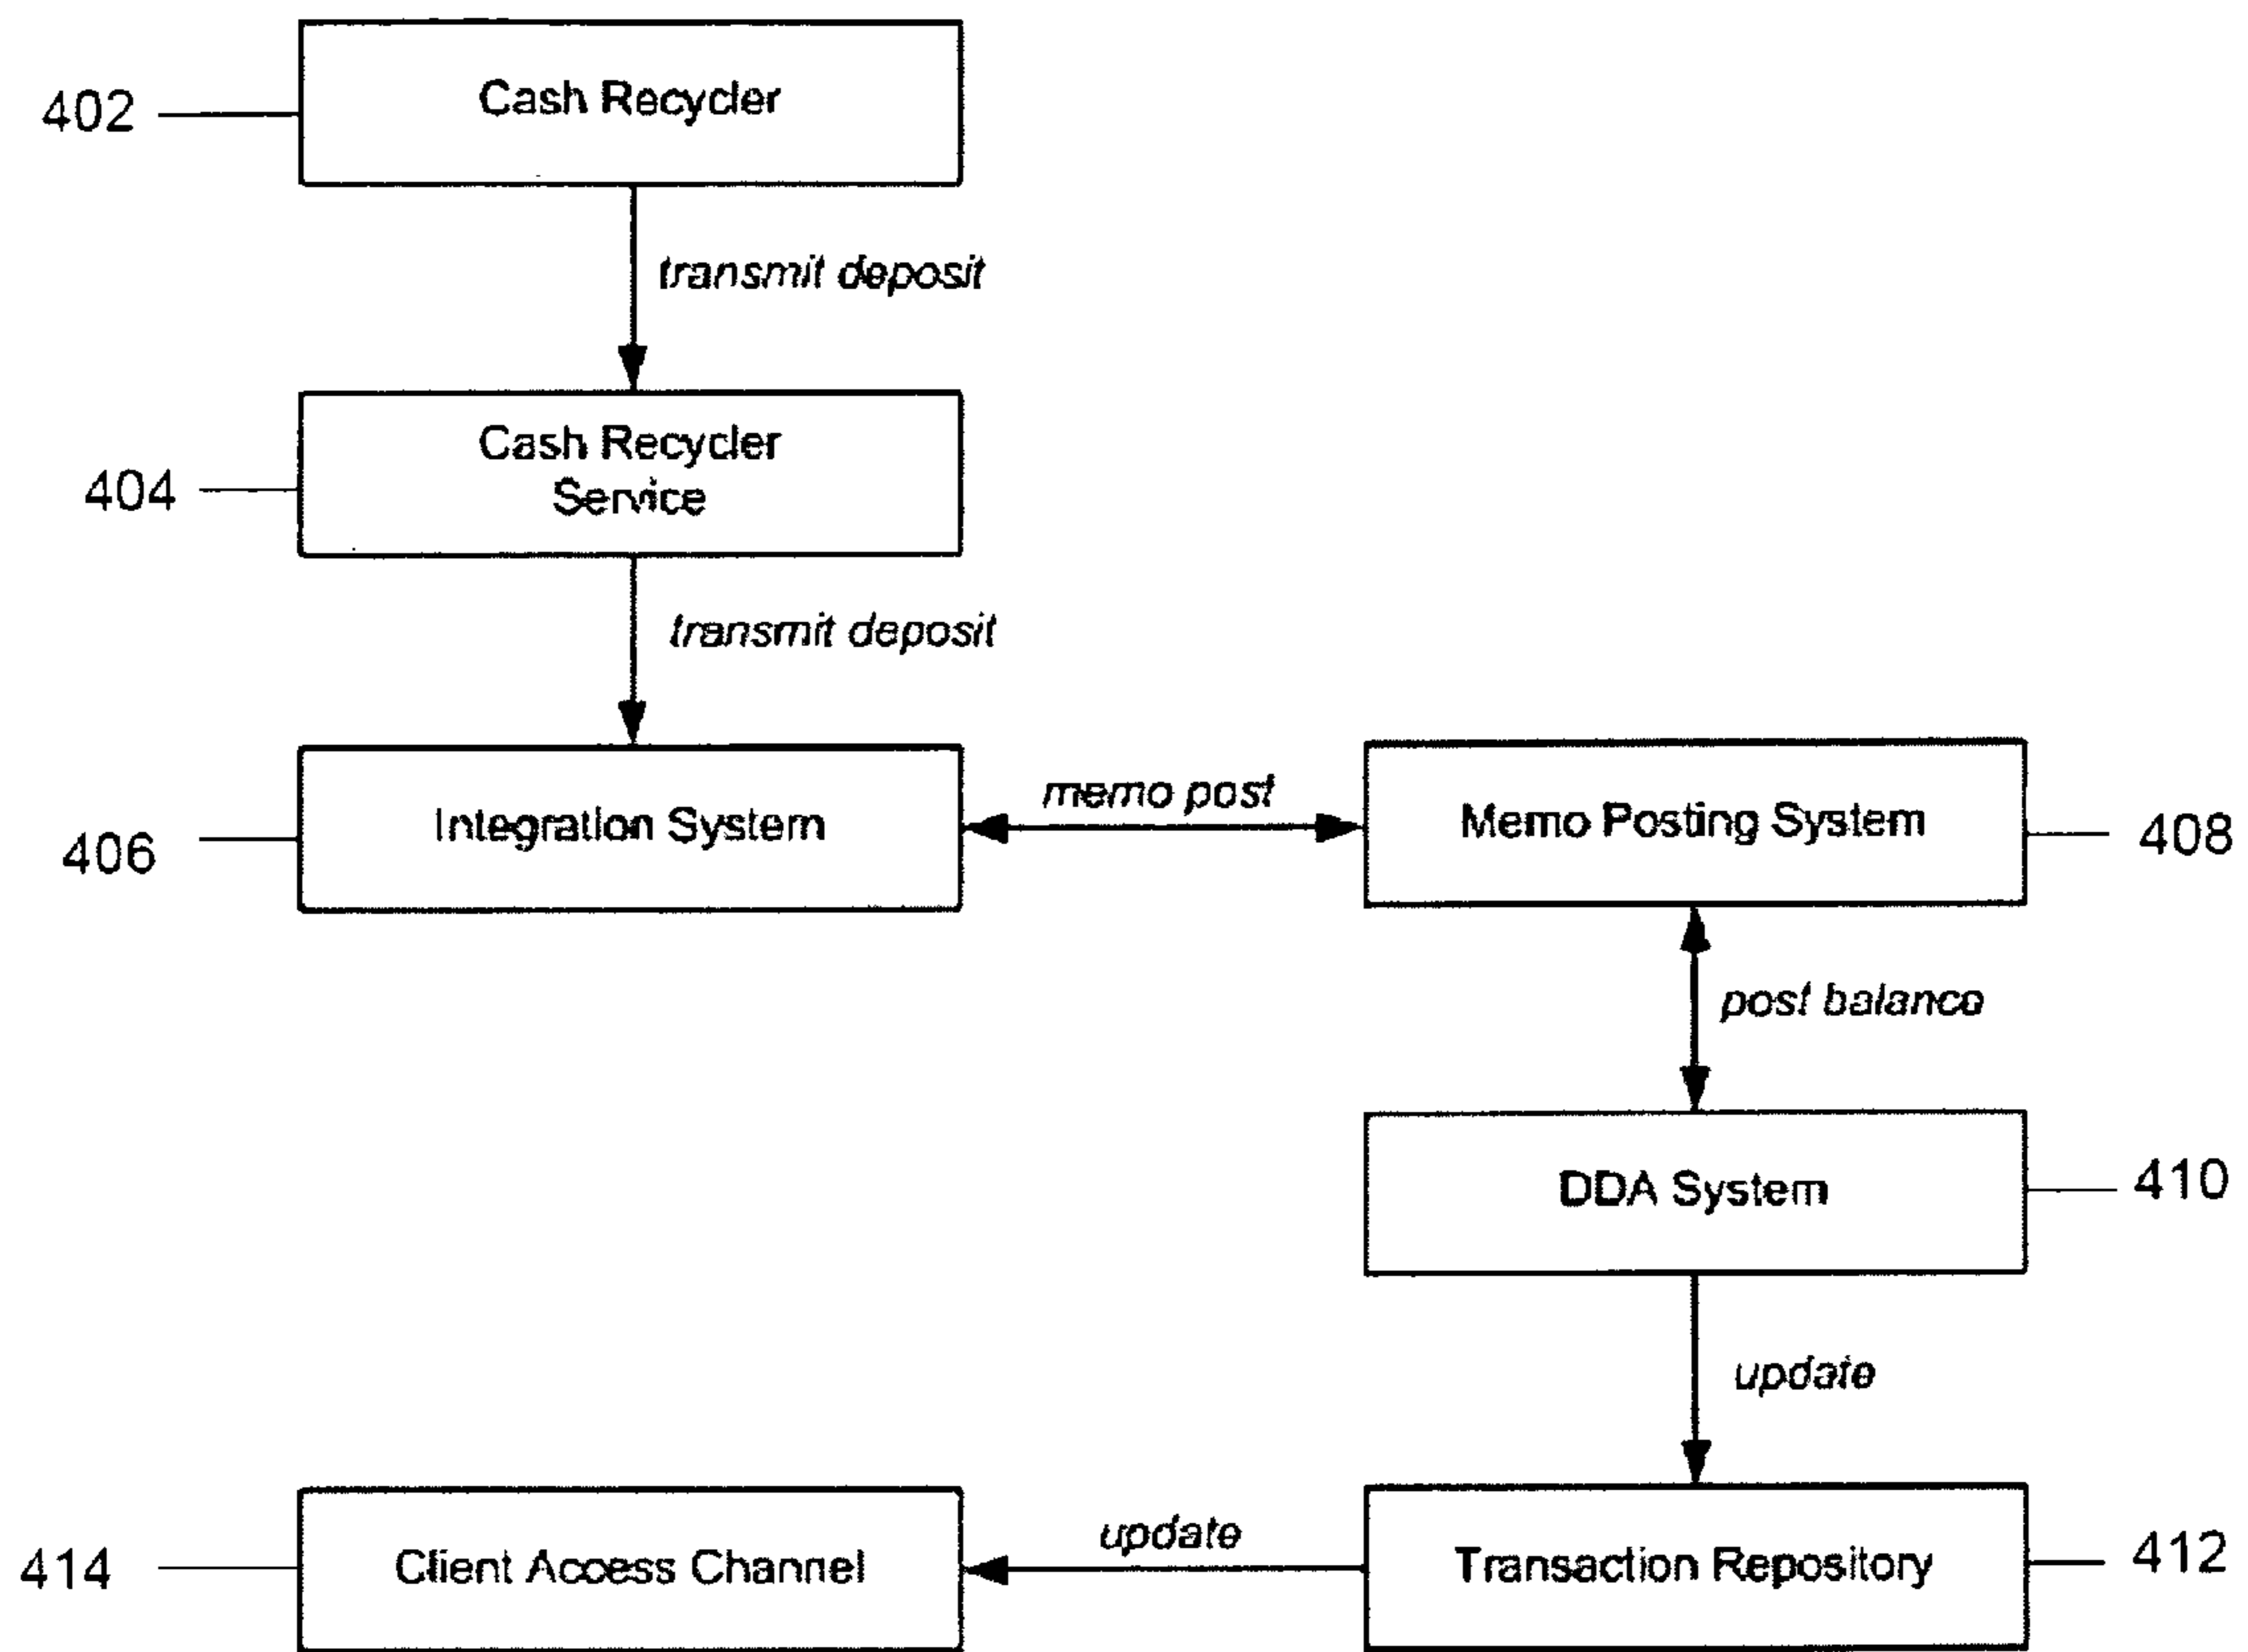 402
Cash Recycler
transmit deposit
404
Cash Recycler
Service
transmit deposit
406
Integration System
memo post
Memo Posting System
408
post balance
DDA System
410
update
414
Client Access Channel
update
Transaction Repository
412